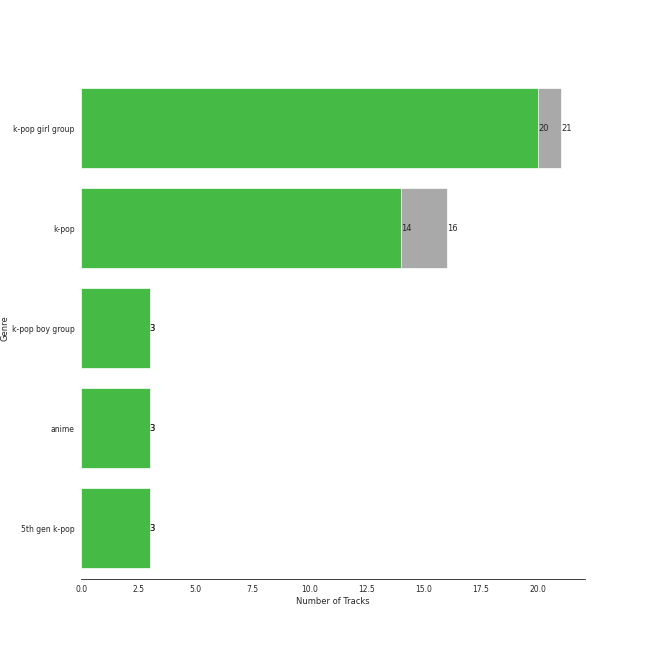 k-pop girl group
20
21
k-pop
14
16
k-pop boy group
3
anime
3
5th gen k-pop
3
Genre
0.0
2.5
5.0
7.5
10.0
12.5
15.0
17.5
20.0
Number of Tracks